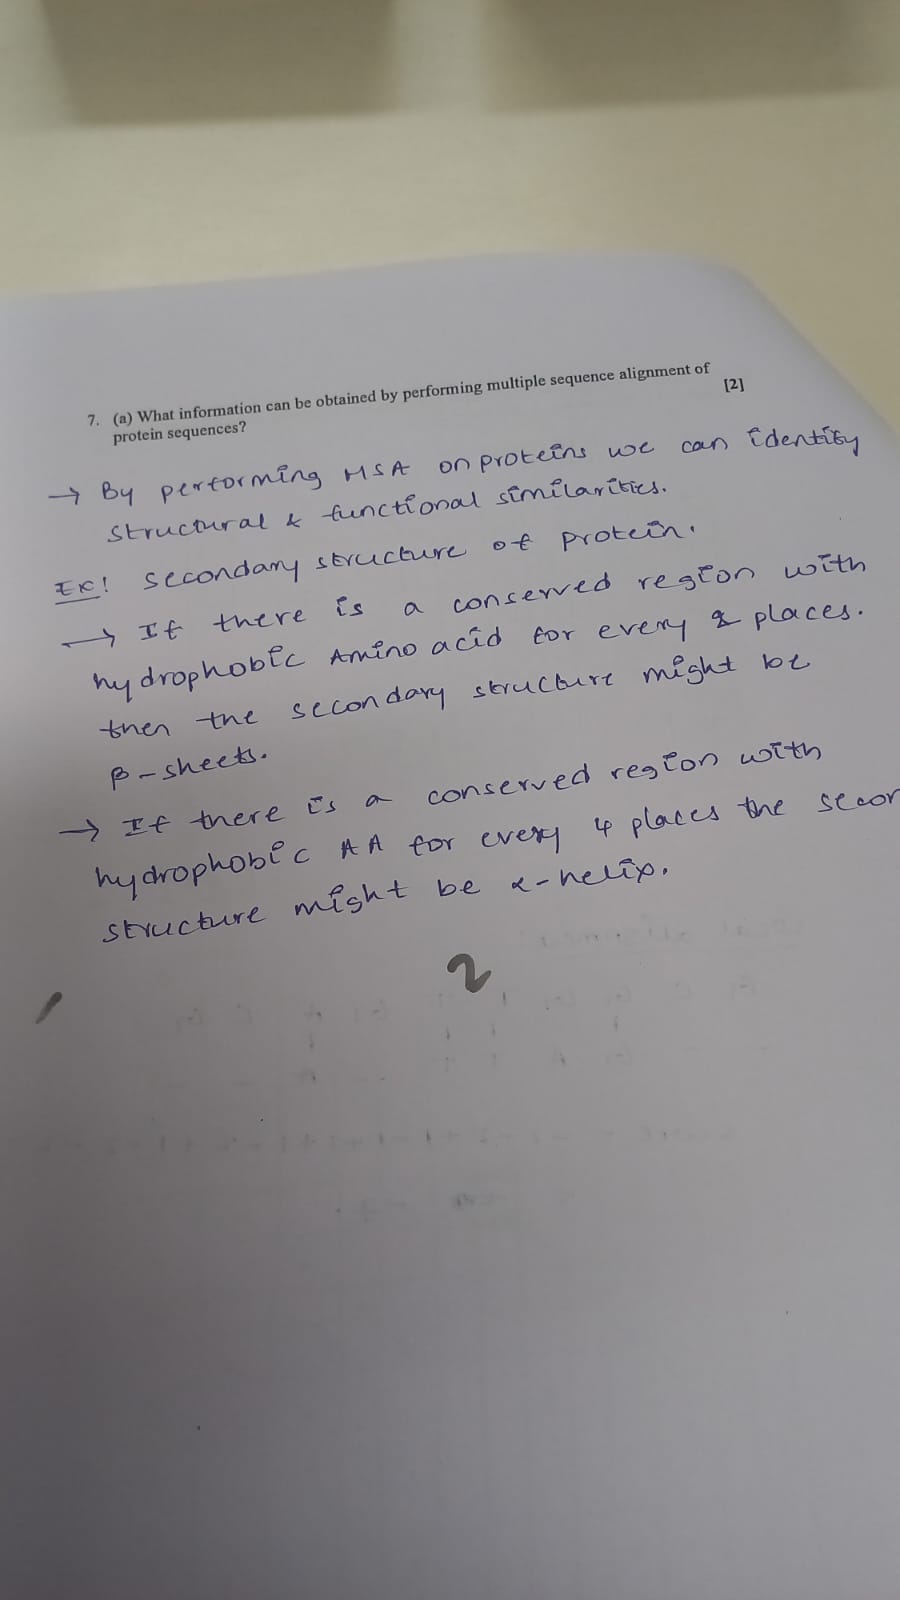 7. (a) What information can be obtained by performing multiple sequence alignment of
protein sequences? [2]
→ By performing MSA on proteins we can identify
structural & functional similarities.
Ex: Secondary structure of protein.
→ If there is a conserved region with
hydrophobic Amino acid for every 2 places.
then the secondary structure might be
β-sheets.
→ If there is a conserved region with
hydrophobic AA for every 4 places the secon
structure might be α-helix.
2